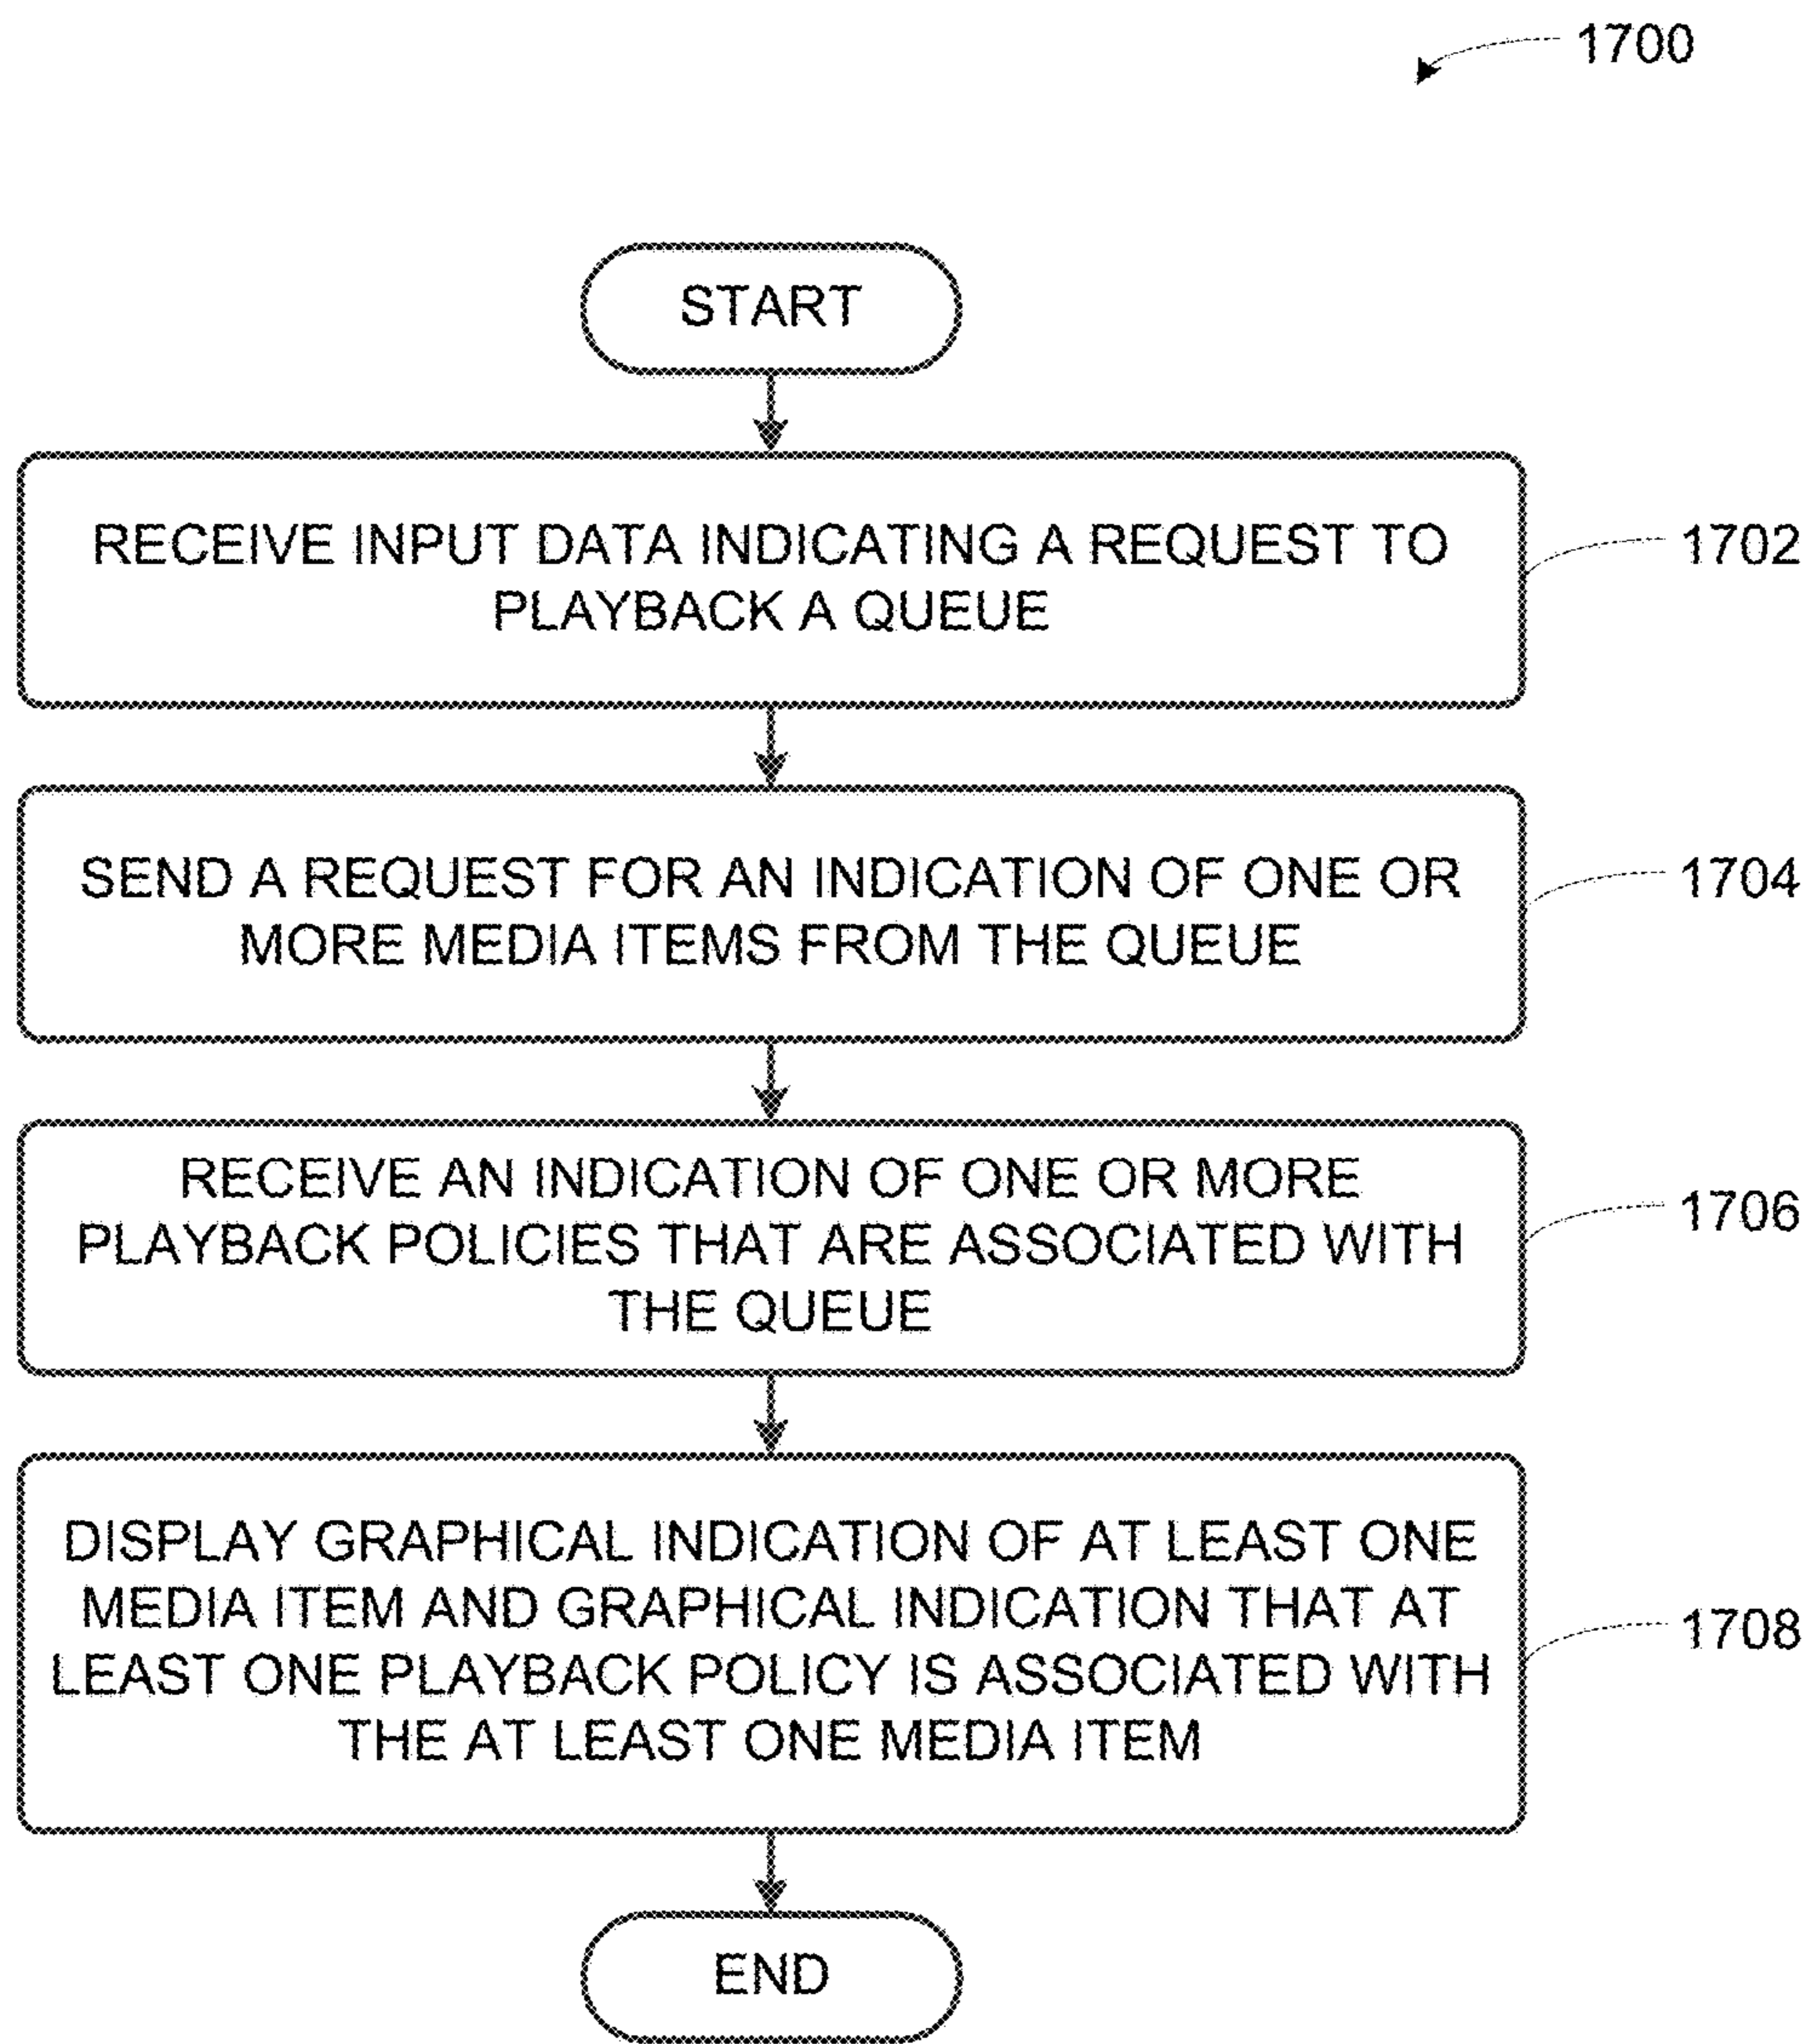 1700
START
RECEIVE INPUT DATA INDICATING A REQUEST TO
PLAYBACK A QUEUE
1702
SEND A REQUEST FOR AN INDICATION OF ONE OR
MORE MEDIA ITEMS FROM THE QUEUE
1704
RECEIVE AN INDICATION OF ONE OR MORE
PLAYBACK POLICIES THAT ARE ASSOCIATED WITH
THE QUEUE
1706
DISPLAY GRAPHICAL INDICATION OF AT LEAST ONE
MEDIA ITEM AND GRAPHICAL INDICATION THAT AT
LEAST ONE PLAYBACK POLICY IS ASSOCIATED WITH
THE AT LEAST ONE MEDIA ITEM
1708
END